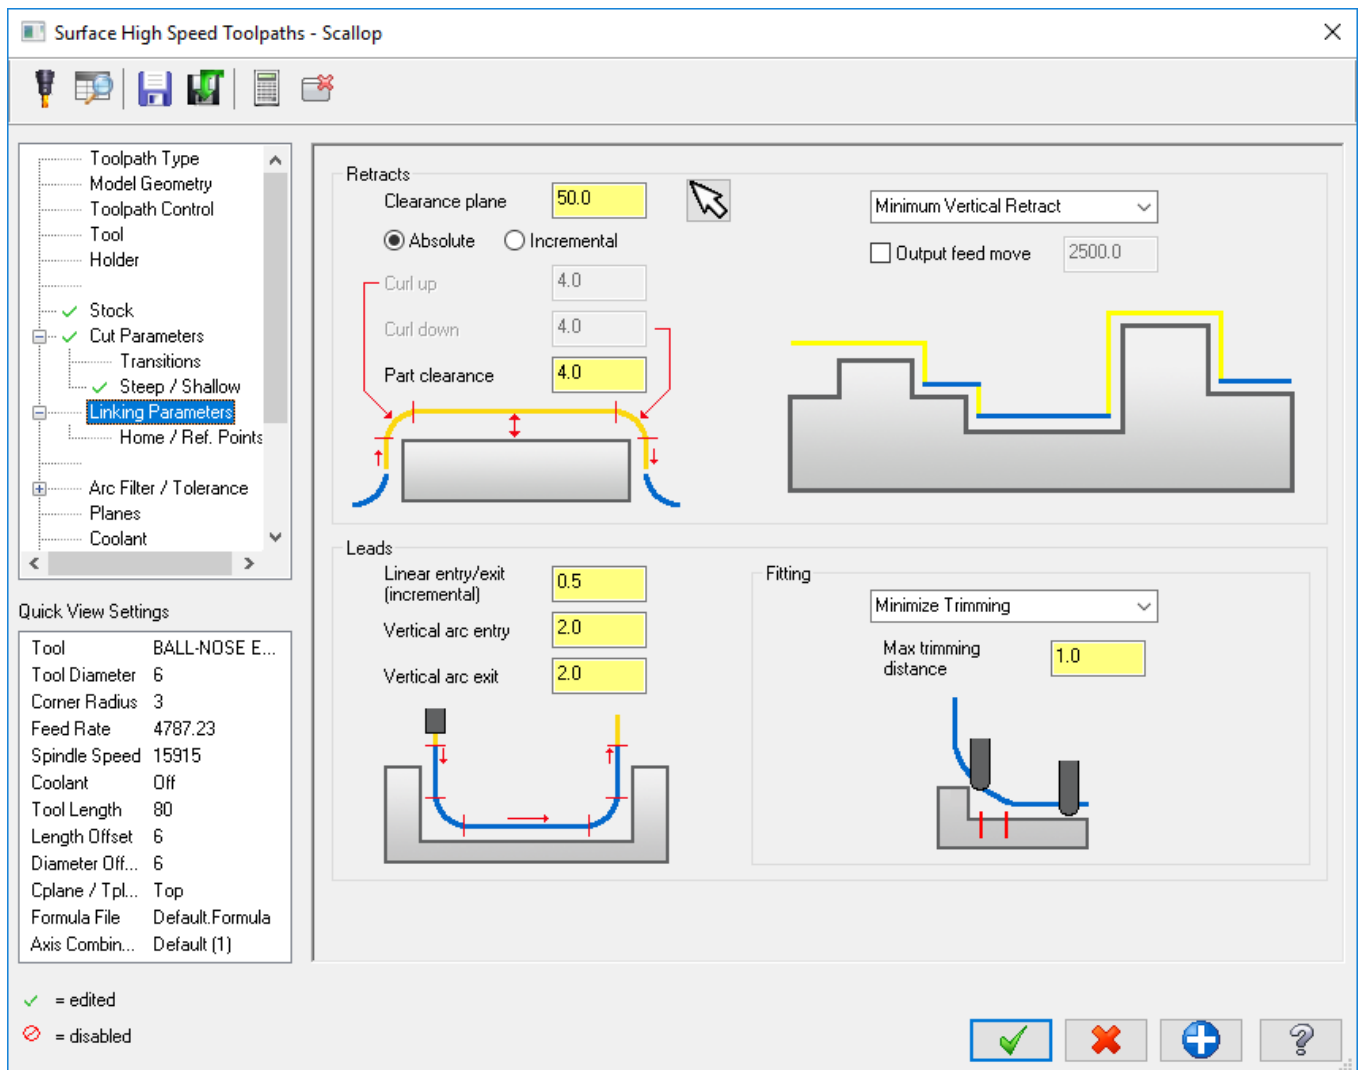 Surface High Speed Toolpaths - Scallop
Toolpath Type
Model Geometry
Toolpath Control
Tool
Holder
Stock
Cut Parameters
Transitions
Steep / Shallow
Linking Parameters
Home / Ref. Points
Arc Filter / Tolerance
Planes
Coolant
Quick View Settings
Tool BALL-NOSE E...
Tool Diameter 6
Corner Radius 3
Feed Rate 4787.23
Spindle Speed 15915
Coolant Off
Tool Length 80
Length Offset 6
Diameter Off... 6
Cplane / Tpl... Top
Formula File Default.Formula
Axis Combin... Default (1)
= edited
= disabled
Retracts
Clearance plane 50.0
Absolute Incremental
Curl up 4.0
Curl down 4.0
Part clearance 4.0
Minimum Vertical Retract
Output feed move 2500.0
Leads
Linear entry/exit
(incremental) 0.5
Vertical arc entry 2.0
Vertical arc exit 2.0
Fitting
Minimize Trimming
Max trimming
distance 1.0